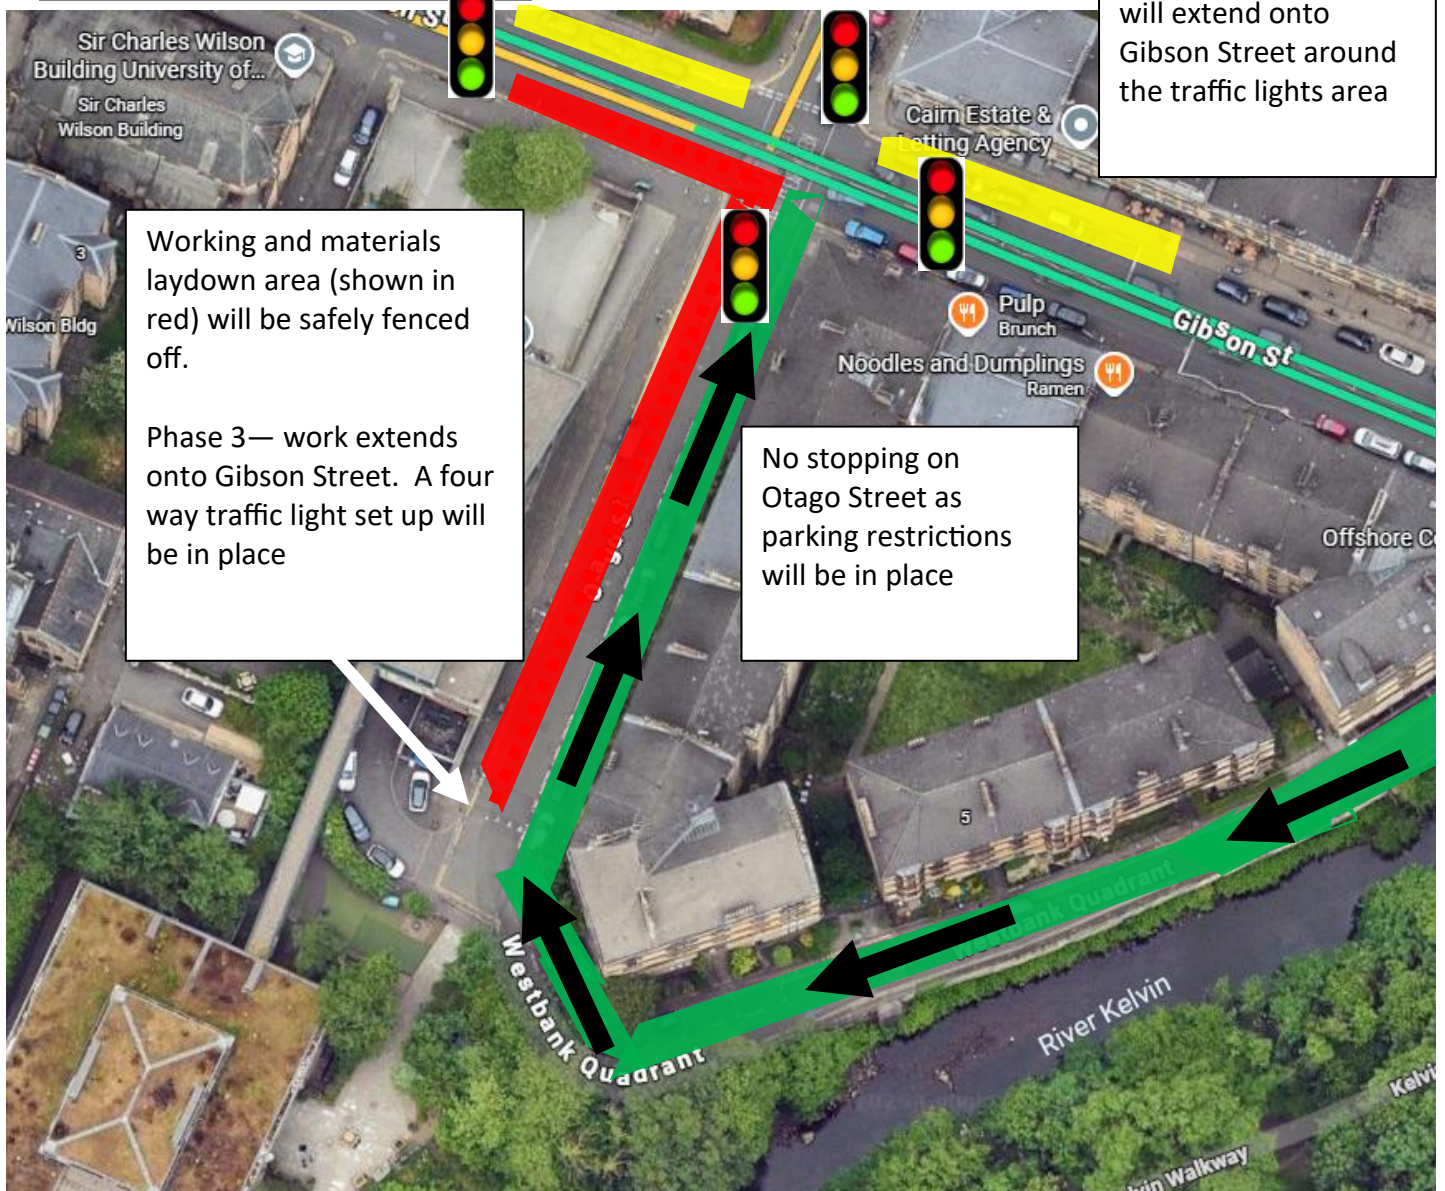 will extend onto
Gibson Street around
the traffic lights area
Sir Charles Wilson
Building University of...
Sir Charles
Wilson Building
Cairn Estate &
Letting Agency
Working and materials
laydown area (shown in
red) will be safely fenced
off.
Phase 3— work extends
onto Gibson Street. A four
way traffic light set up will
be in place
3
Wilson Bldg
Pulp
Brunch
Gibson St
Noodles and Dumplings
Ramen
No stopping on
Otago Street as
parking restrictions
will be in place
Offshore
5
Westbank Quadrant
Westbank Quadrant
River Kelvin
Walkway